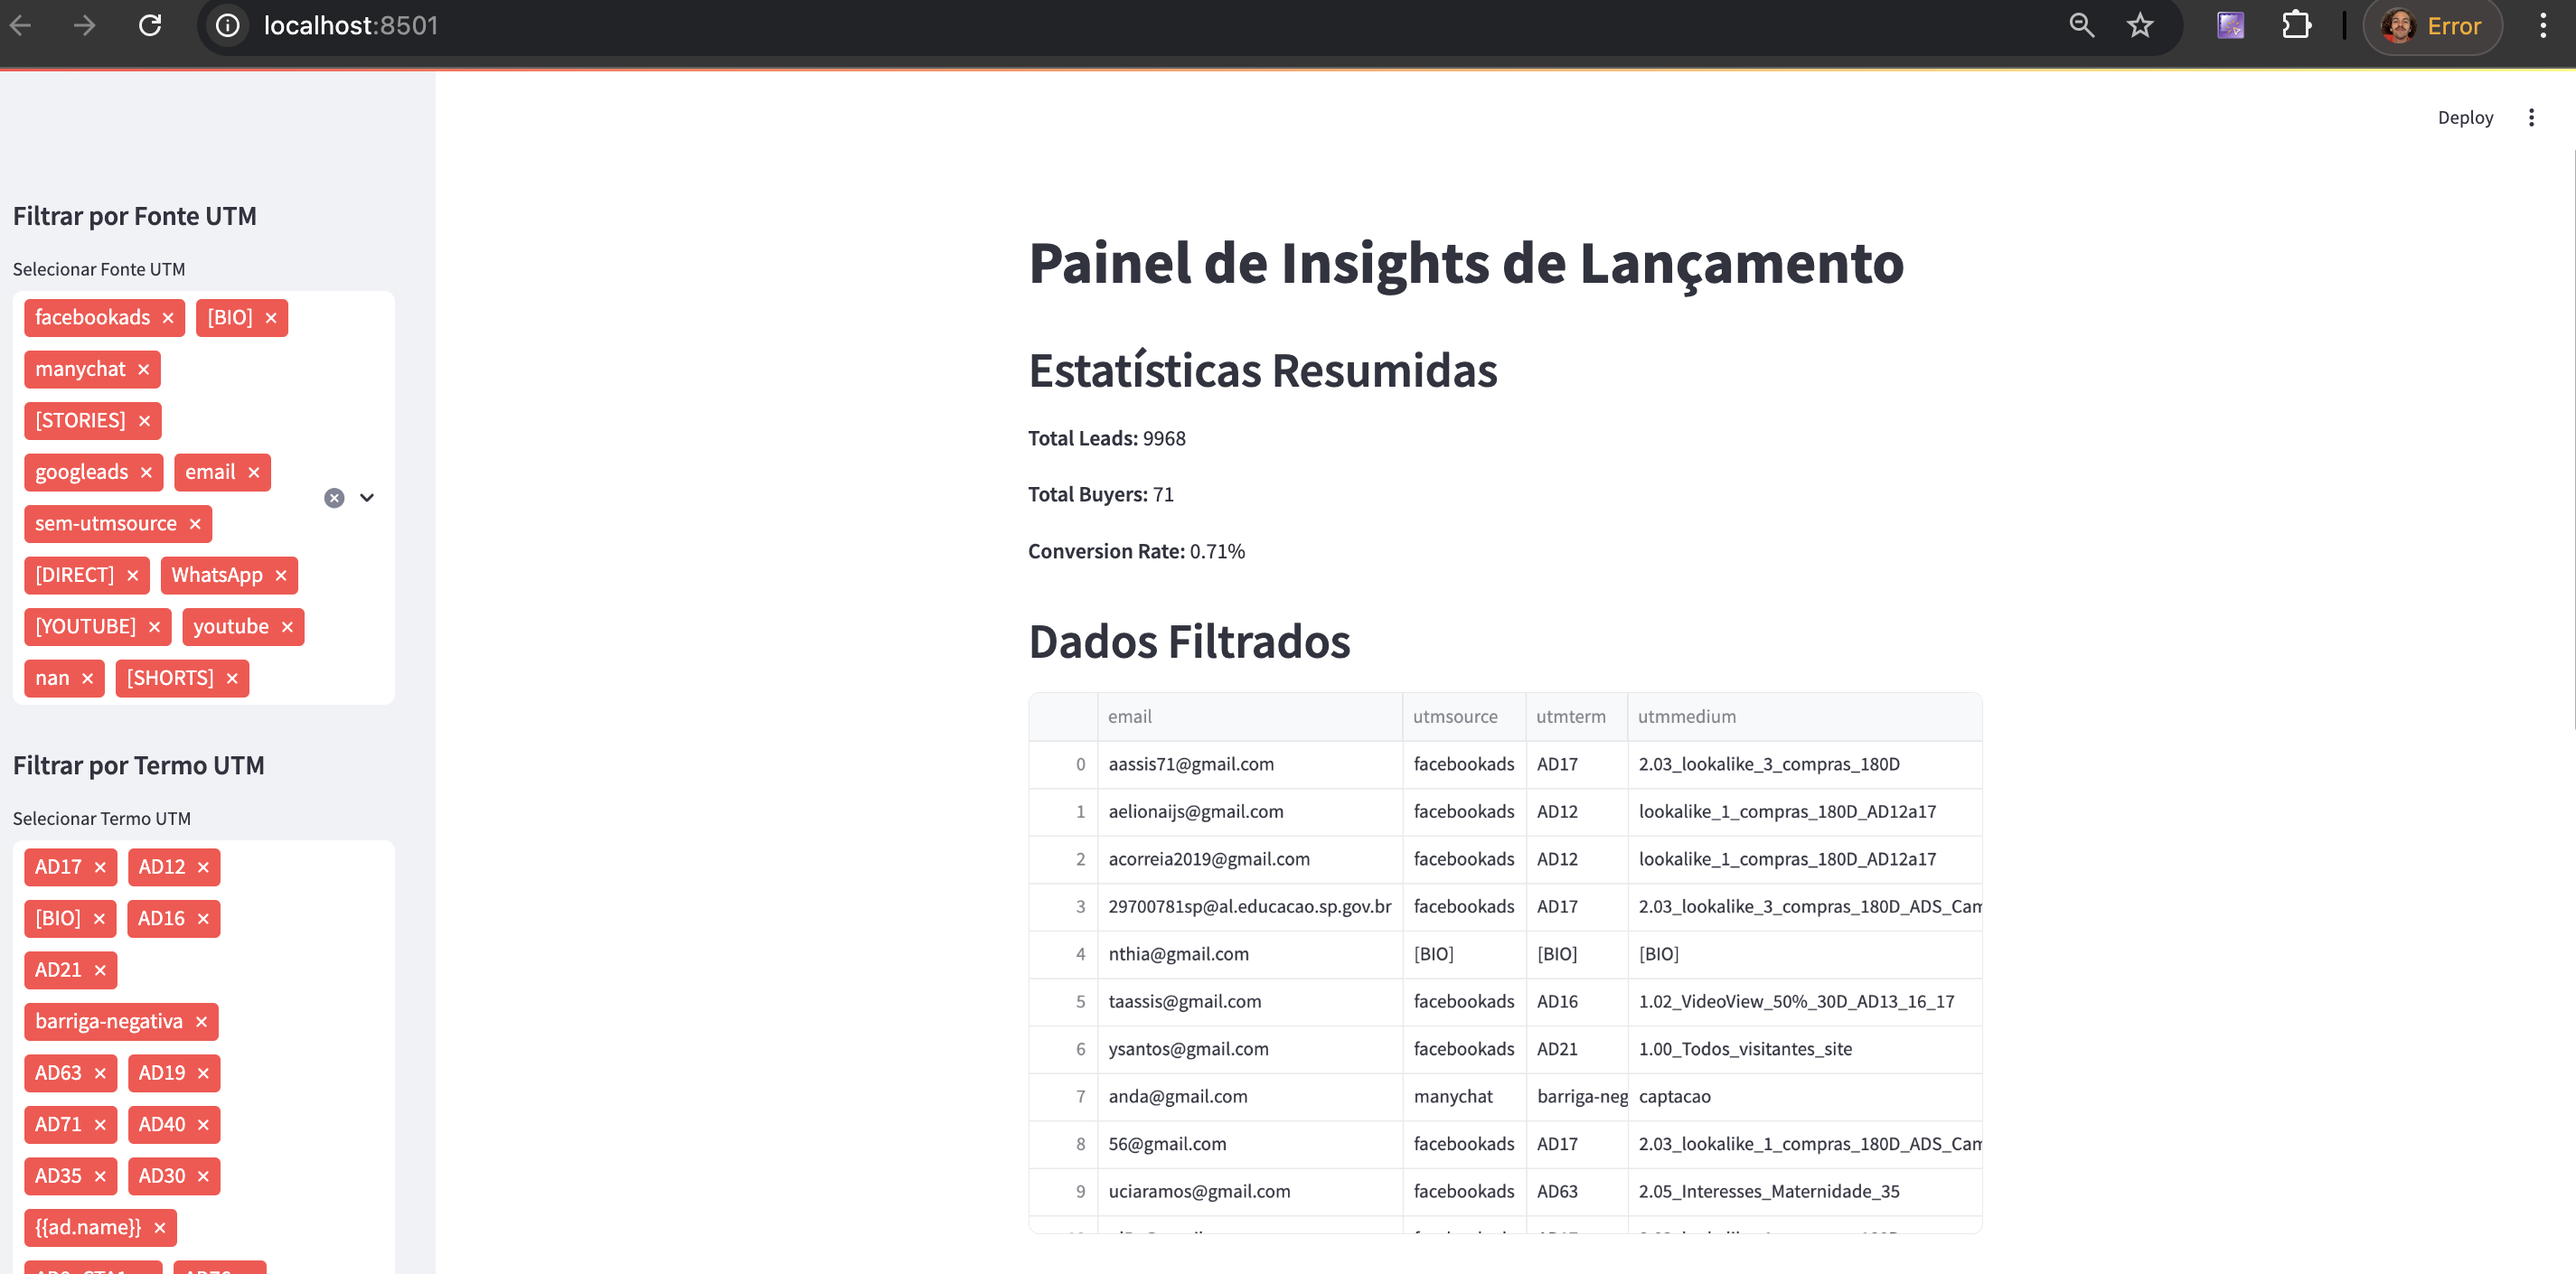 localhost:8501
Error
Deploy
Filtrar por Fonte UTM
Selecionar Fonte UTM
facebookads × [BIO] ×
manychat ×
[STORIES] ×
googleads × email ×
sem-utmsource ×
[DIRECT] × WhatsApp ×
[YOUTUBE] × youtube ×
nan × [SHORTS] ×
Filtrar por Termo UTM
Selecionar Termo UTM
AD17 × AD12 ×
[BIO] × AD16 ×
AD21 ×
barriga-negativa ×
AD63 × AD19 ×
AD71 × AD40 ×
AD35 × AD30 ×
{{ad.name}} ×
Painel de Insights de Lançamento
Estatísticas Resumidas
Total Leads: 9968
Total Buyers: 71
Conversion Rate: 0.71%
Dados Filtrados
email utmsource utmterm utmmedium
0 aassis71@gmail.com facebookads AD17 2.03_lookalike_3_compras_180D
1 aelionaijs@gmail.com facebookads AD12 lookalike_1_compras_180D_AD12a17
2 acorreia2019@gmail.com facebookads AD12 lookalike_1_compras_180D_AD12a17
3 29700781sp@al.educacao.sp.gov.br facebookads AD17 2.03_lookalike_3_compras_180D_ADS_Cam
4 nthia@gmail.com [BIO] [BIO] [BIO]
5 taassis@gmail.com facebookads AD16 1.02_VideoView_50%_30D_AD13_16_17
6 ysantos@gmail.com facebookads AD21 1.00_Todos_visitantes_site
7 anda@gmail.com manychat barriga-neg captacao
8 56@gmail.com facebookads AD17 2.03_lookalike_1_compras_180D_ADS_Cam
9 uciaramos@gmail.com facebookads AD63 2.05_Interesses_Maternidade_35